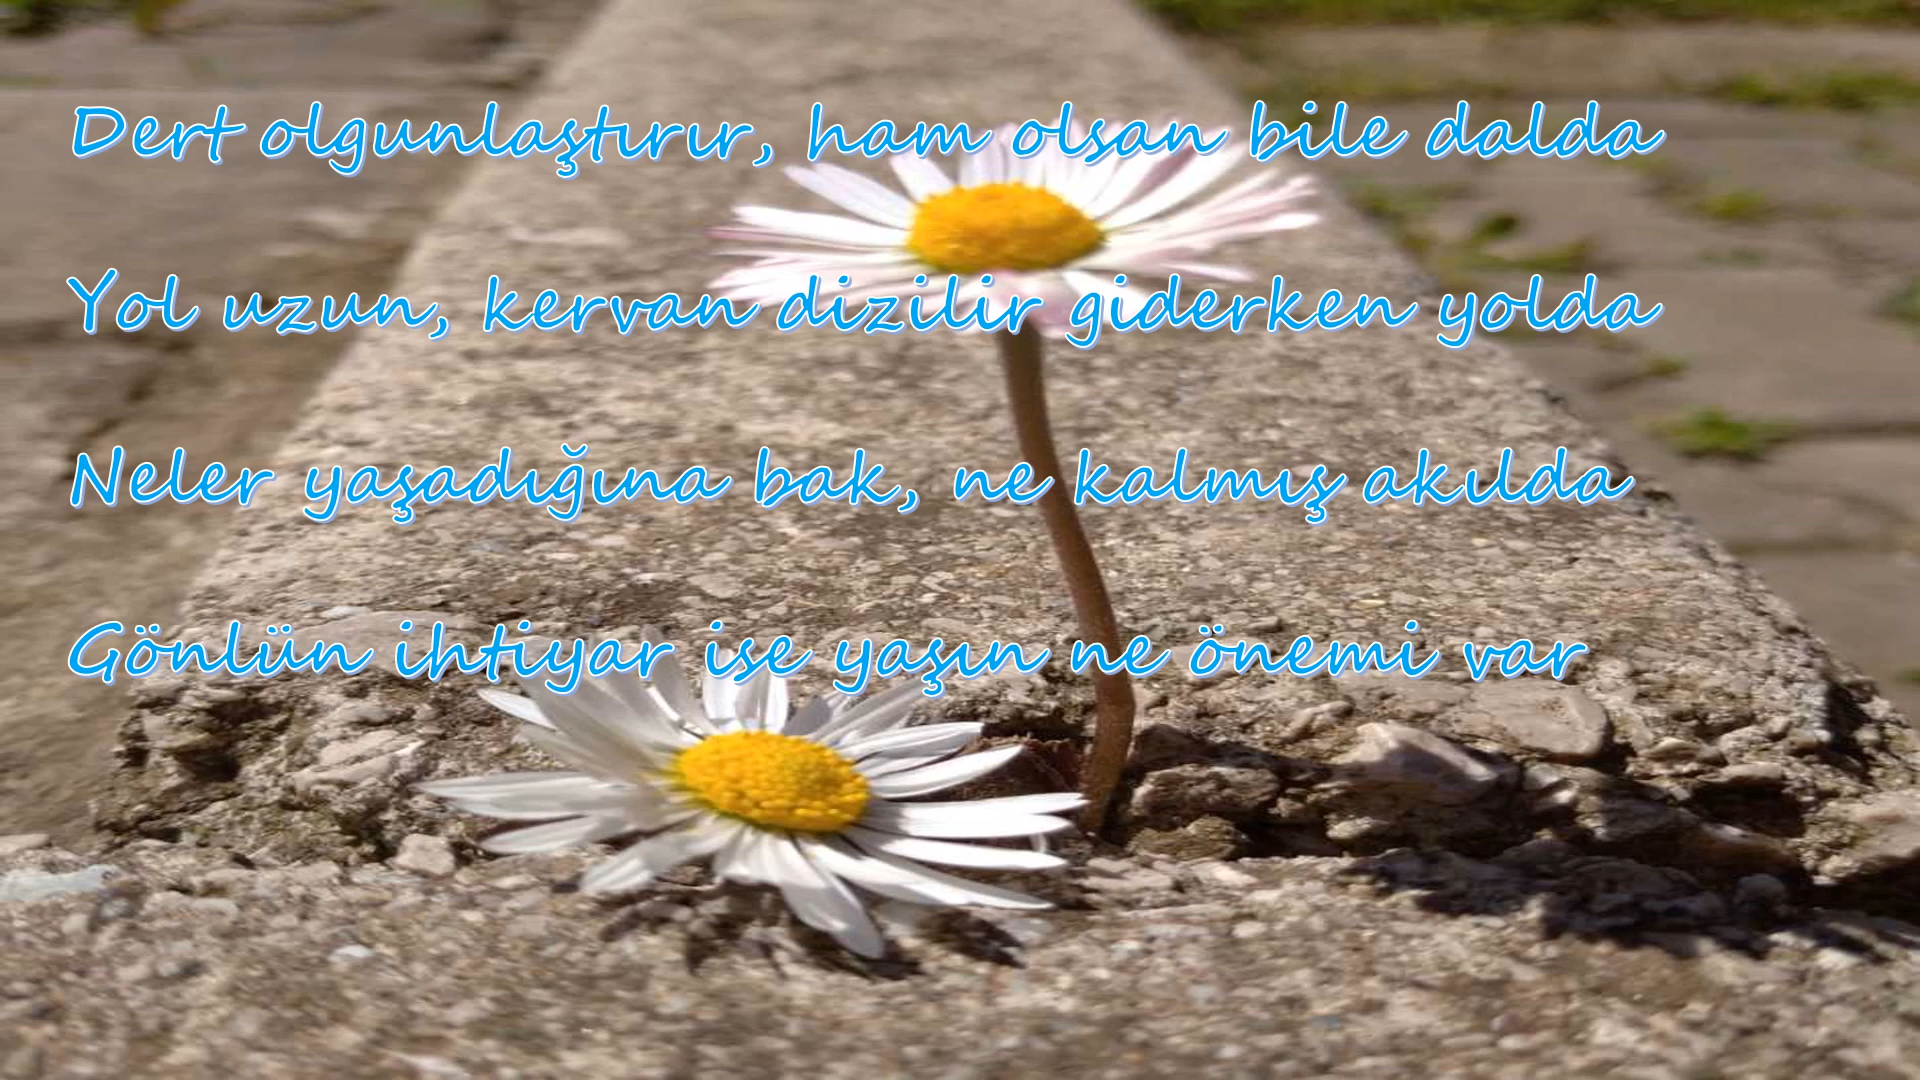 Dert olgunlaştırır, ham olsan bile dalda
Yol uzun, kervan dizilir giderken yolda
Neler yaşadığına bak, ne kalmış akılda
Gönlün ihtiyar ise yaşın ne önemi var